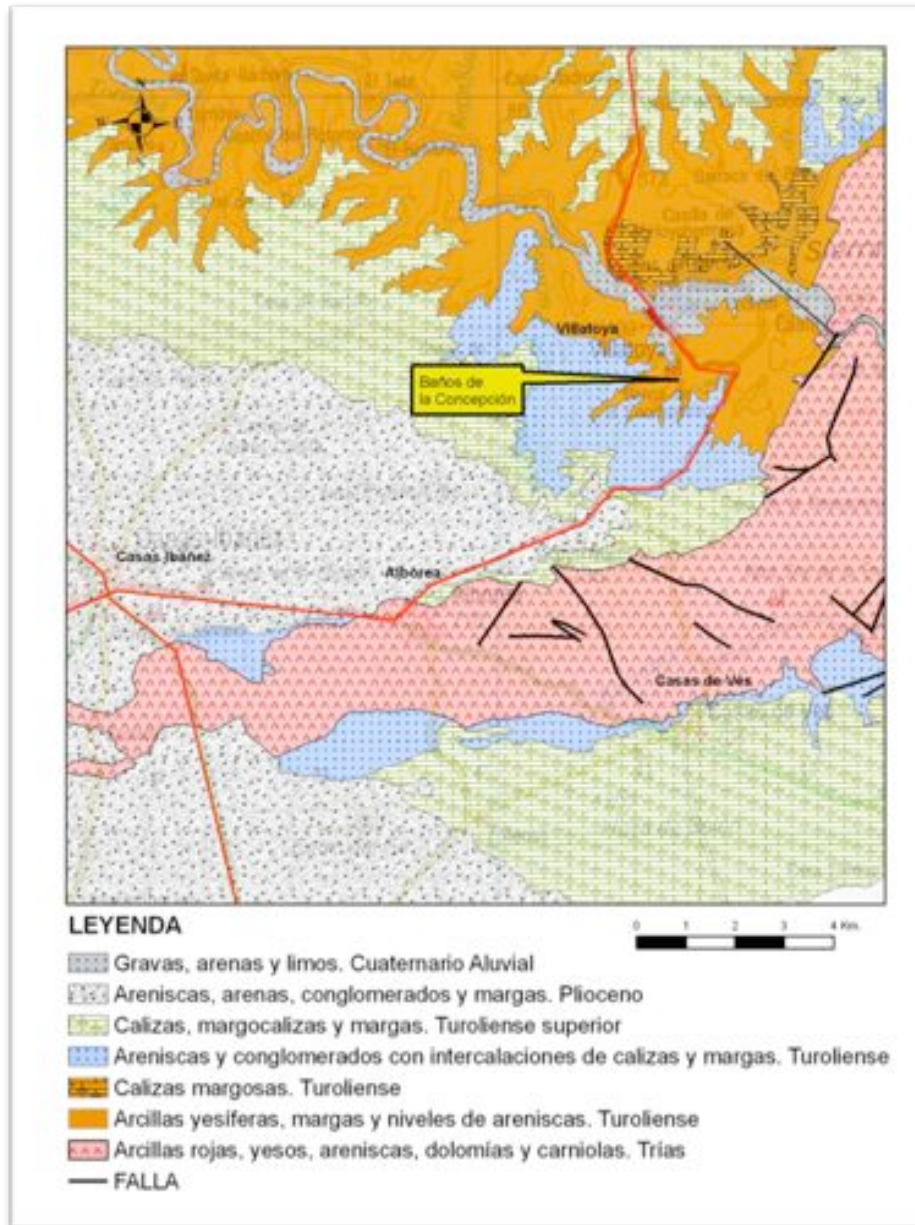 Villatoya
Baños de
la Concepción
Casas Ibáñez
Alborea
Casas de Vés
LEYENDA
0 1 2 3 4 Km.
Gravas, arenas y limos. Cuaternario Aluvial
Areniscas, arenas, conglomerados y margas. Plioceno
Calizas, margocalizas y margas. Turoliense superior
Areniscas y conglomerados con intercalaciones de calizas y margas. Turoliense
Calizas margosas. Turoliense
Arcillas yesíferas, margas y niveles de areniscas. Turoliense
Arcillas rojas, yesos, areniscas, dolomías y carniolas. Trías
FALLA